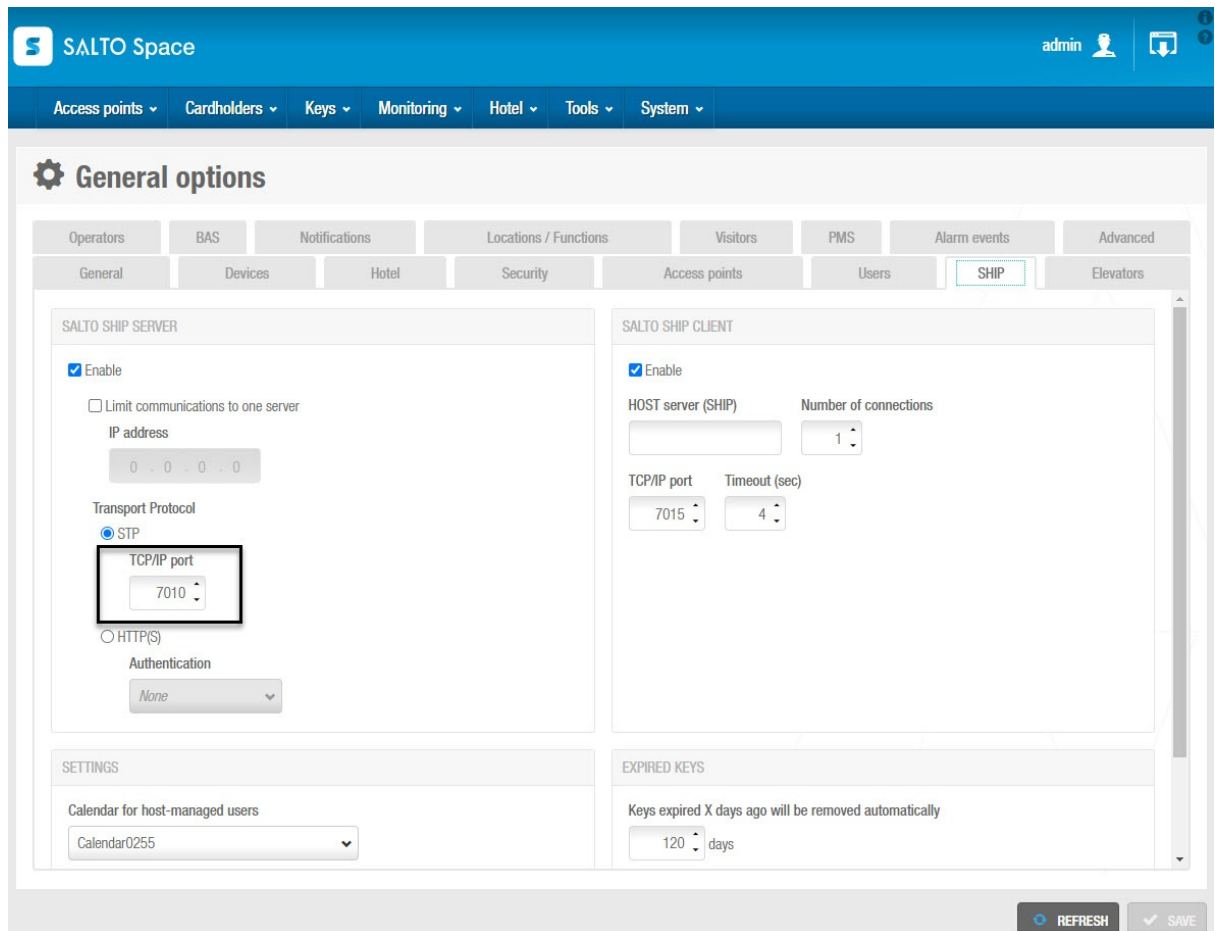 SALTO Space
admin
Access points Cardholders Keys Monitoring Hotel Tools System
General options
Operators BAS Notifications Locations / Functions Visitors PMS Alarm events Advanced
General Devices Hotel Security Access points Users SHIP Elevators
SALTO SHIP SERVER
Enable
Limit communications to one server
IP address
0 . 0 . 0 . 0
Transport Protocol
STP
TCP/IP port
7010
HTTP(S)
Authentication
None
SALTO SHIP CLIENT
Enable
HOST server (SHIP) Number of connections
1
TCP/IP port Timeout (sec)
7015 4
SETTINGS
Calendar for host-managed users
Calendar0255
EXPIRED KEYS
Keys expired X days ago will be removed automatically
120 days
REFRESH SAVE